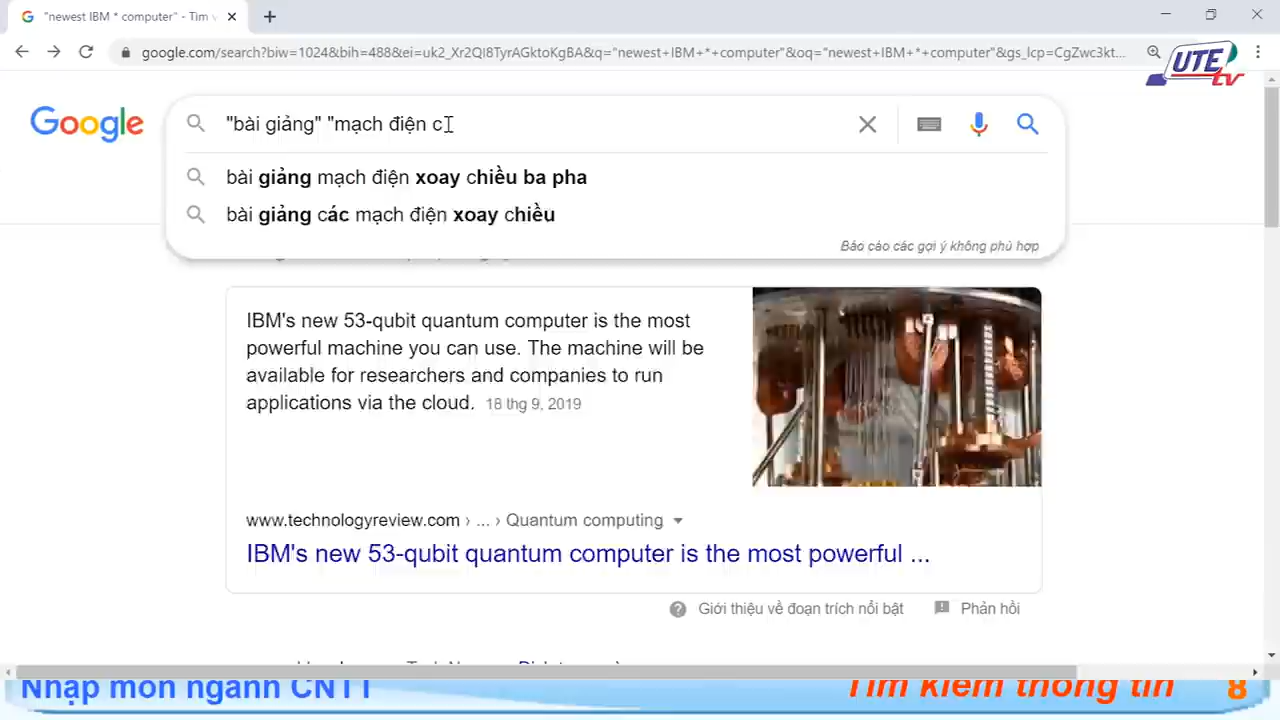 "newest IBM * computer" - Tìm v
google.com/search?biw=1024&bih=488&ei=uk2_Xr2QI8TyrAGktoKgBA&q="newest+IBM+*+computer"&oq="newest+IBM+*+computer"&gs_lcp=CgZwc3kt...
UTE tv
Google
"bài giảng" "mạch điện c
bài giảng mạch điện xoay chiều ba pha
bài giảng các mạch điện xoay chiều
Báo cáo các gợi ý không phù hợp
IBM's new 53-qubit quantum computer is the most
powerful machine you can use. The machine will be
available for researchers and companies to run
applications via the cloud. 18 thg 9, 2019
www.technologyreview.com › ... › Quantum computing
IBM's new 53-qubit quantum computer is the most powerful ...
Giới thiệu về đoạn trích nổi bật
Phản hồi
Nhập môn ngành CNTT
Tìm kiếm thông tin
8